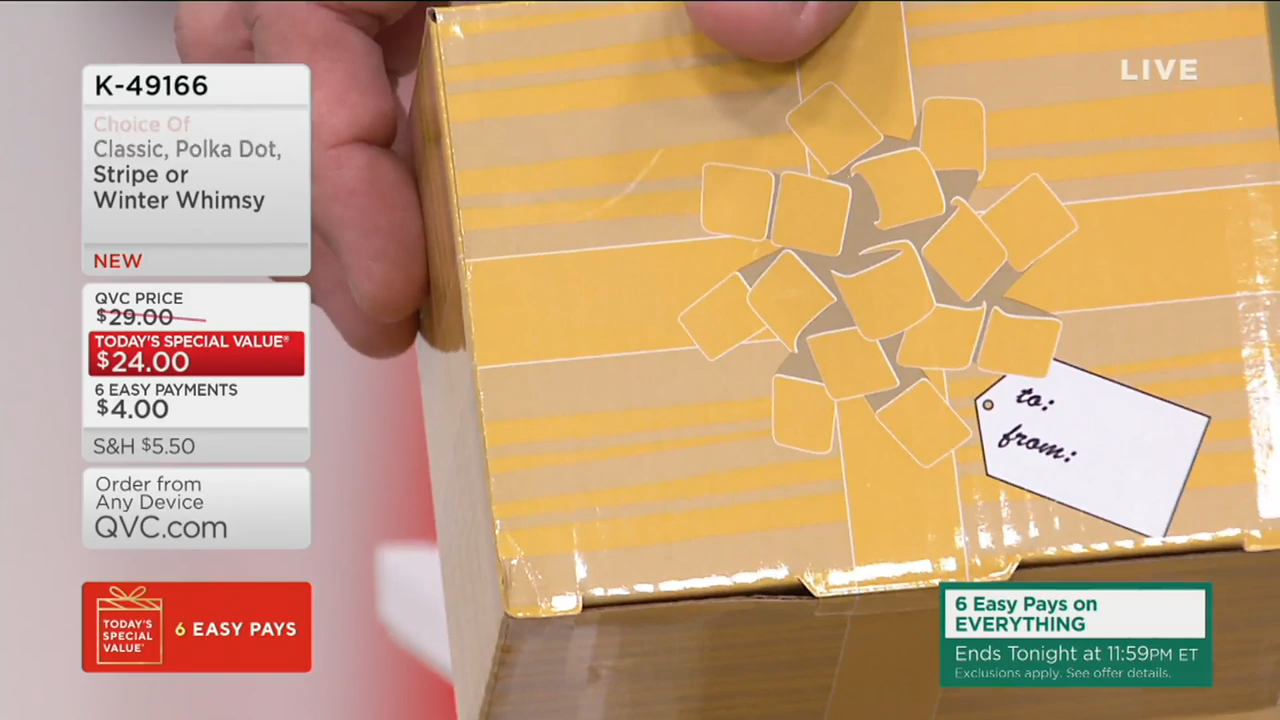 LIVE
K-49166
Choice Of
Classic, Polka Dot,
Stripe or
Winter Whimsy
NEW
QVC PRICE
$29.00
TODAY'S SPECIAL VALUE®
$24.00
6 EASY PAYMENTS
$4.00
S&H $5.50
Order from
Any Device
QVC.com
TODAY'S
SPECIAL
VALUE®
6 EASY PAYS
to:
from:
6 Easy Pays on
EVERYTHING
Ends Tonight at 11:59PM ET
Exclusions apply. See offer details.